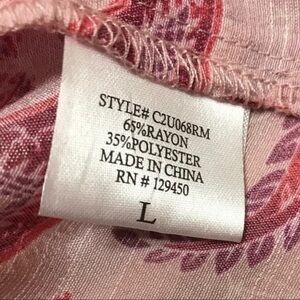 STYLE# C2U068RM
65%RAYON
35%POLYESTER
MADE IN CHINA
RN # 129450
L